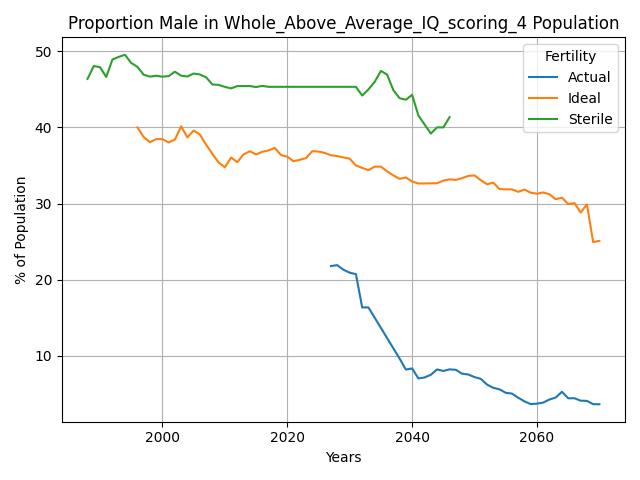 Proportion Male in Whole_Above_Average_IQ_scoring_4 Population
Fertility
Actual
Ideal
Sterile
50
40
30
20
10
% of Population
2000
2020
2040
2060
Years